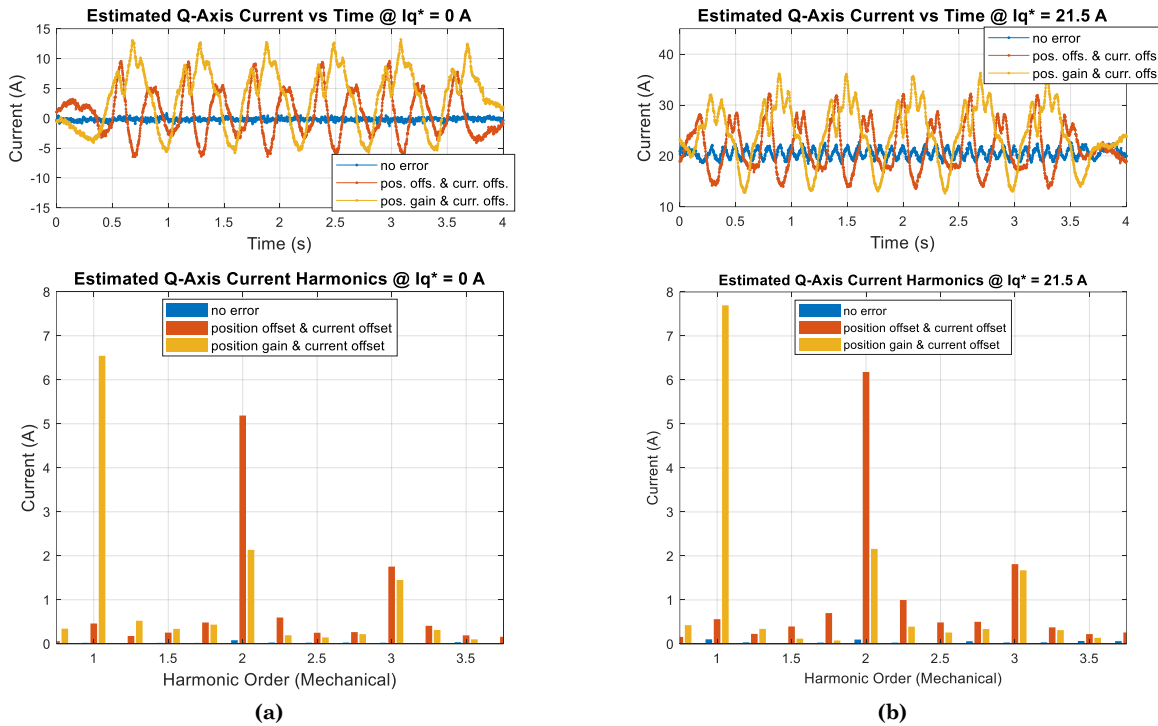 Estimated Q-Axis Current vs Time @ Iq* = 0 A
Current (A)
15
10
5
0
-5
-10
-15
no error
pos. offs. & curr. offs.
pos. gain & curr. offs.
0
0.5
1
1.5
2
2.5
3
3.5
4
Time (s)
Estimated Q-Axis Current vs Time @ Iq* = 21.5 A
Current (A)
40
30
20
10
no error
pos. offs. & curr. offs.
pos. gain & curr. offs.
0
0.5
1
1.5
2
2.5
3
3.5
4
Time (s)
Estimated Q-Axis Current Harmonics @ Iq* = 0 A
Current (A)
8
7
6
5
4
3
2
1
0
no error
position offset & current offset
position gain & current offset
1
1.5
2
2.5
3
3.5
Harmonic Order (Mechanical)
(a)
Estimated Q-Axis Current Harmonics @ Iq* = 21.5 A
Current (A)
8
7
6
5
4
3
2
1
0
no error
position offset & current offset
position gain & current offset
1
1.5
2
2.5
3
3.5
Harmonic Order (Mechanical)
(b)